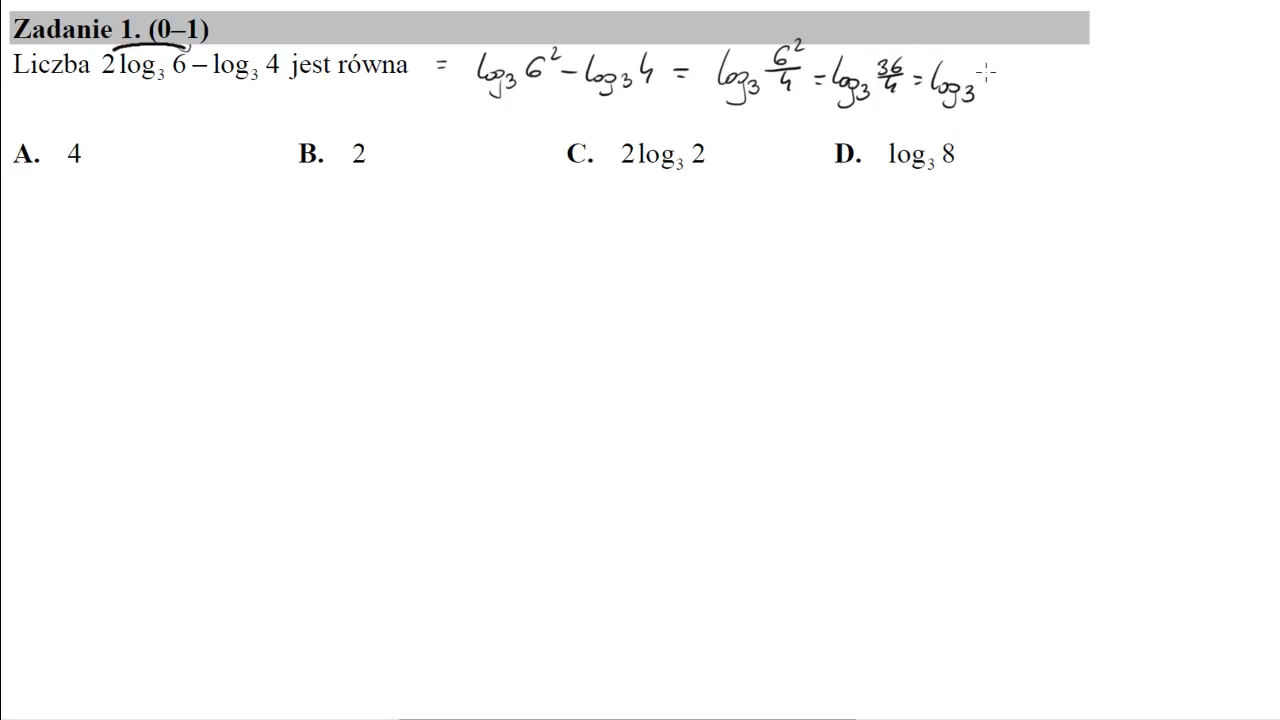 Zadanie 1. (0–1)
Liczba 2log₃ 6 – log₃ 4 jest równa = log₃ 6² – log₃ 4 = log₃ 6²/4 = log₃ 36/4 = log₃
A. 4 B. 2 C. 2log₃ 2 D. log₃ 8